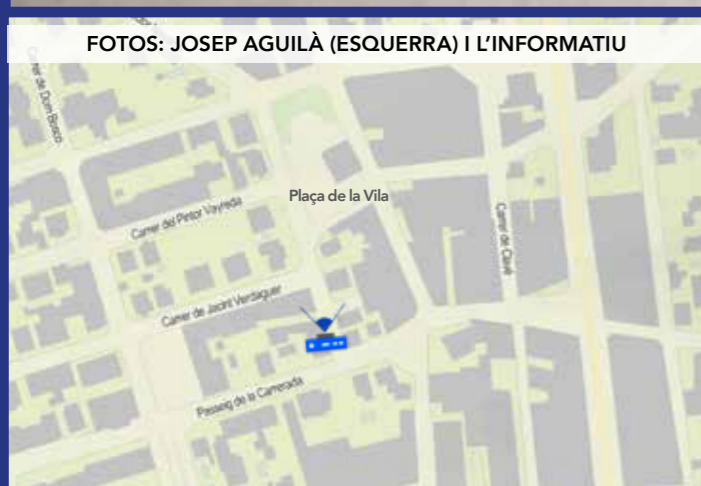 FOTOS: JOSEP AGUILÀ (ESQUERRA) I L'INFORMATIU
Carrer de Dom Bosco
Plaça de la Vila
Carrer del Pintor Vayreda
Carrer de Clavé
Carrer de Jacint Verdaguer
Passeig de la Carrerada